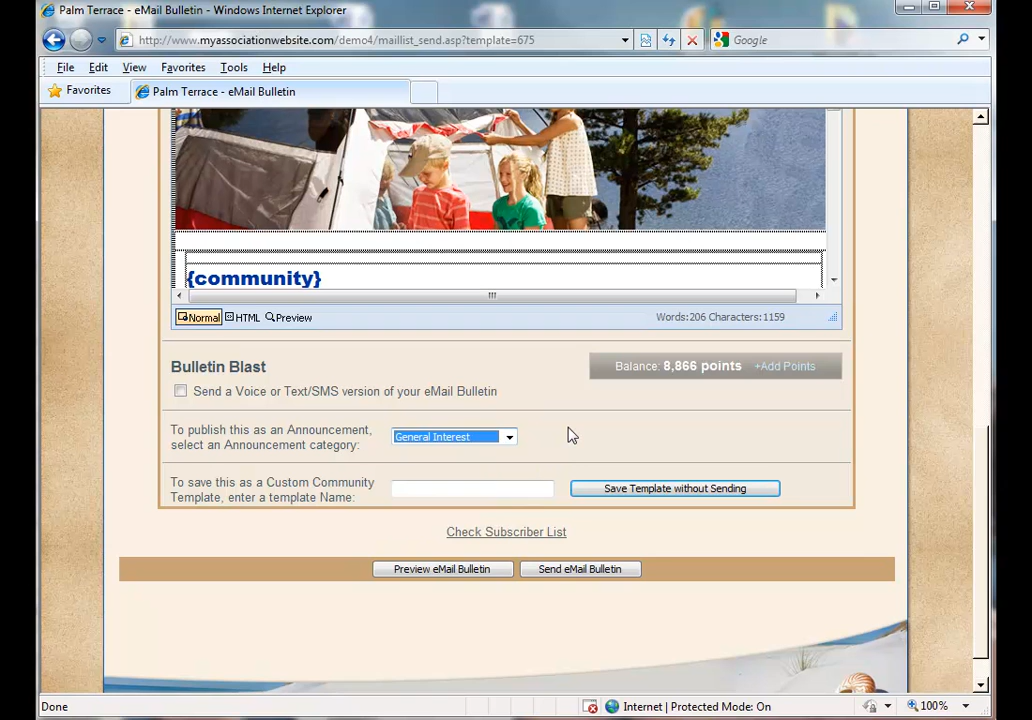 Palm Terrace - eMail Bulletin - Windows Internet Explorer
http://www.myassociationwebsite.com/demo4/maillist_send.asp?template=675
Google
File Edit View Favorites Tools Help
Favorites
Palm Terrace - eMail Bulletin
{community}
Normal HTML Preview
Words:206 Characters:1159
Bulletin Blast
Balance: 8,866 points +Add Points
Send a Voice or Text/SMS version of your eMail Bulletin
To publish this as an Announcement,
select an Announcement category:
General Interest
To save this as a Custom Community
Template, enter a template Name:
Save Template without Sending
Check Subscriber List
Preview eMail Bulletin
Send eMail Bulletin
Done
Internet | Protected Mode: On
100%